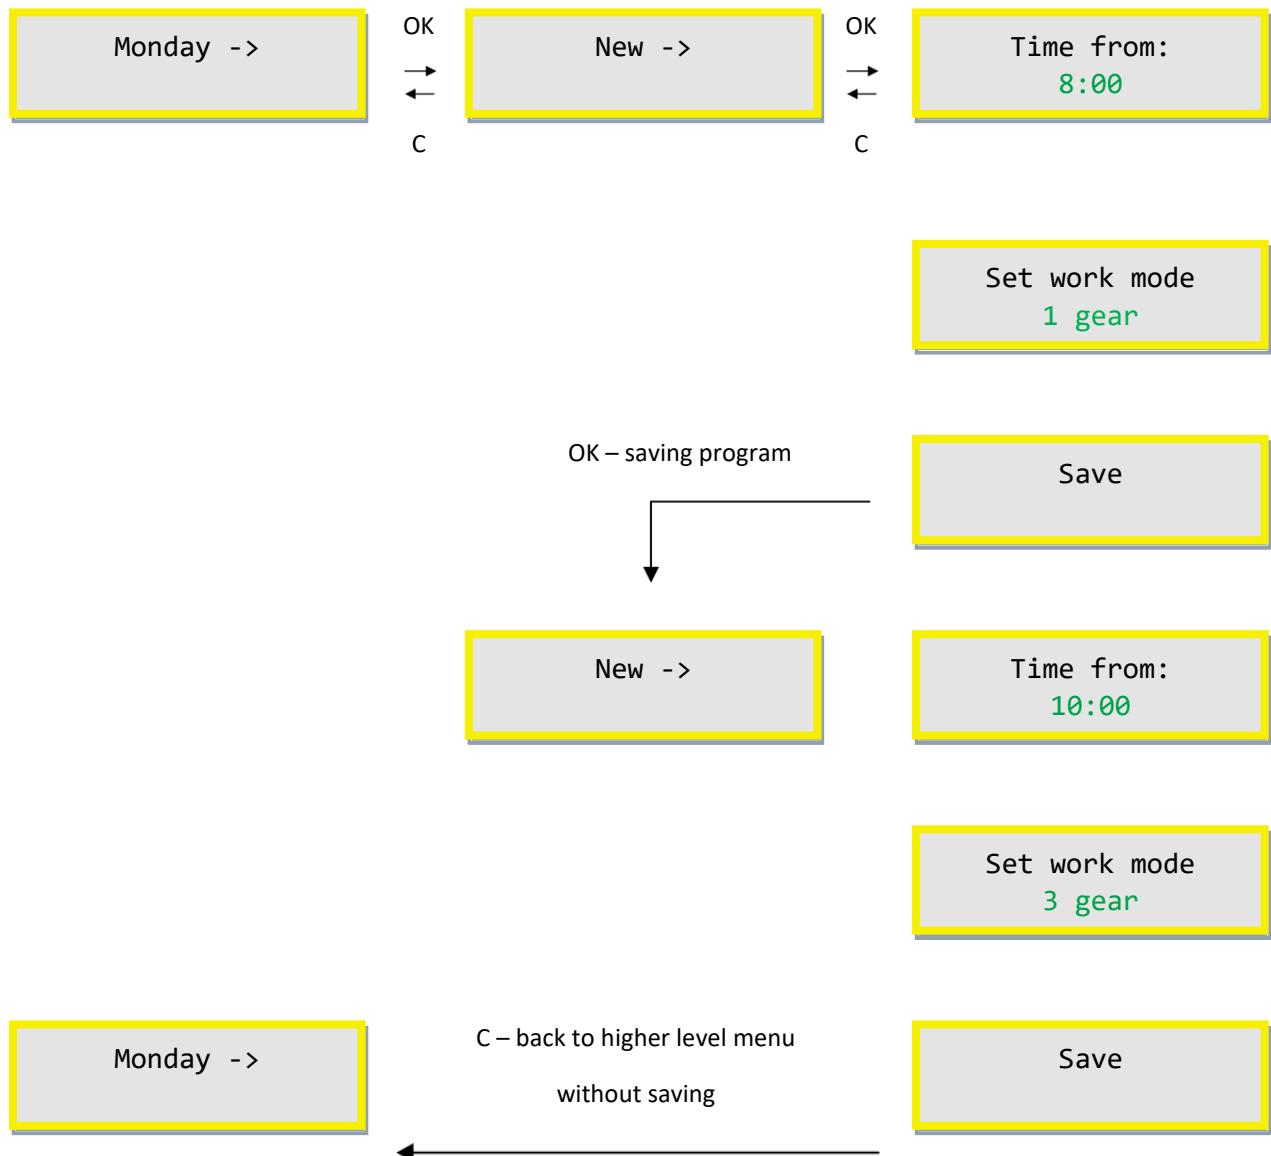 OK
OK
Monday ->
New ->
Time from:
8:00
C
C
Set work mode
1 gear
OK – saving program
Save
New ->
Time from:
10:00
Set work mode
3 gear
Monday ->
C – back to higher level menu
without saving
Save